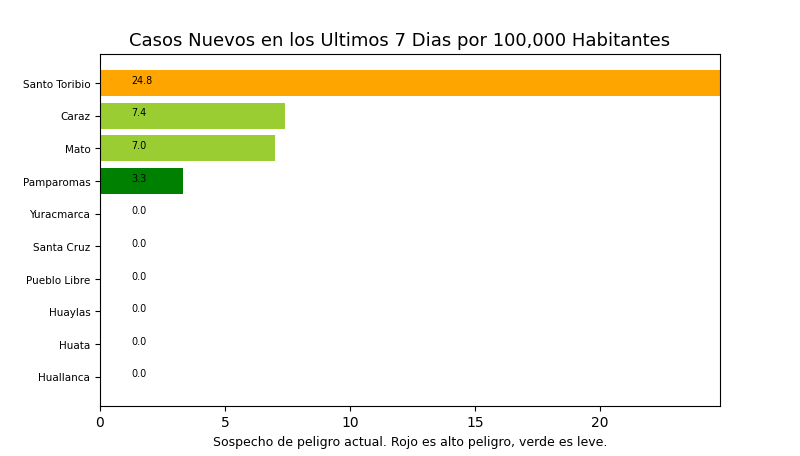 Casos Nuevos en los Ultimos 7 Dias por 100,000 Habitantes
Santo Toribio 24.8
Caraz 7.4
Mato 7.0
Pamparomas 3.3
Yuracmarca 0.0
Santa Cruz 0.0
Pueblo Libre 0.0
Huaylas 0.0
Huata 0.0
Huallanca 0.0
0 5 10 15 20
Sospecho de peligro actual. Rojo es alto peligro, verde es leve.